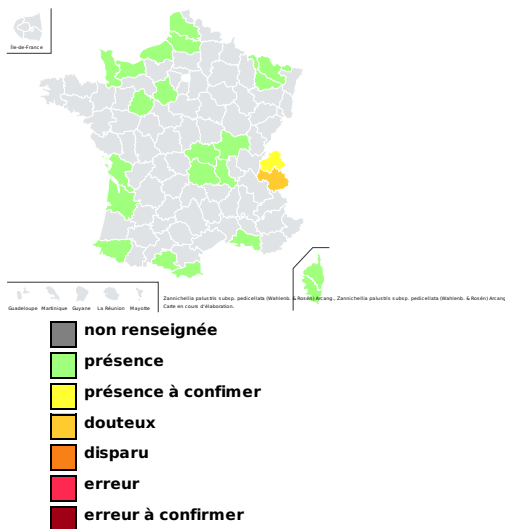 Île-de-France
Guadeloupe Martinique Guyane La Réunion Mayotte
Zannichellia palustris subsp. pedicellata (Wahlenb. & Rosén) Arcang., Zannichellia palustris subsp. pedicellata (Wahlenb. & Rosén) Arcang
Carte en cours d'élaboration.
non renseignée
présence
présence à confimer
douteux
disparu
erreur
erreur à confirmer